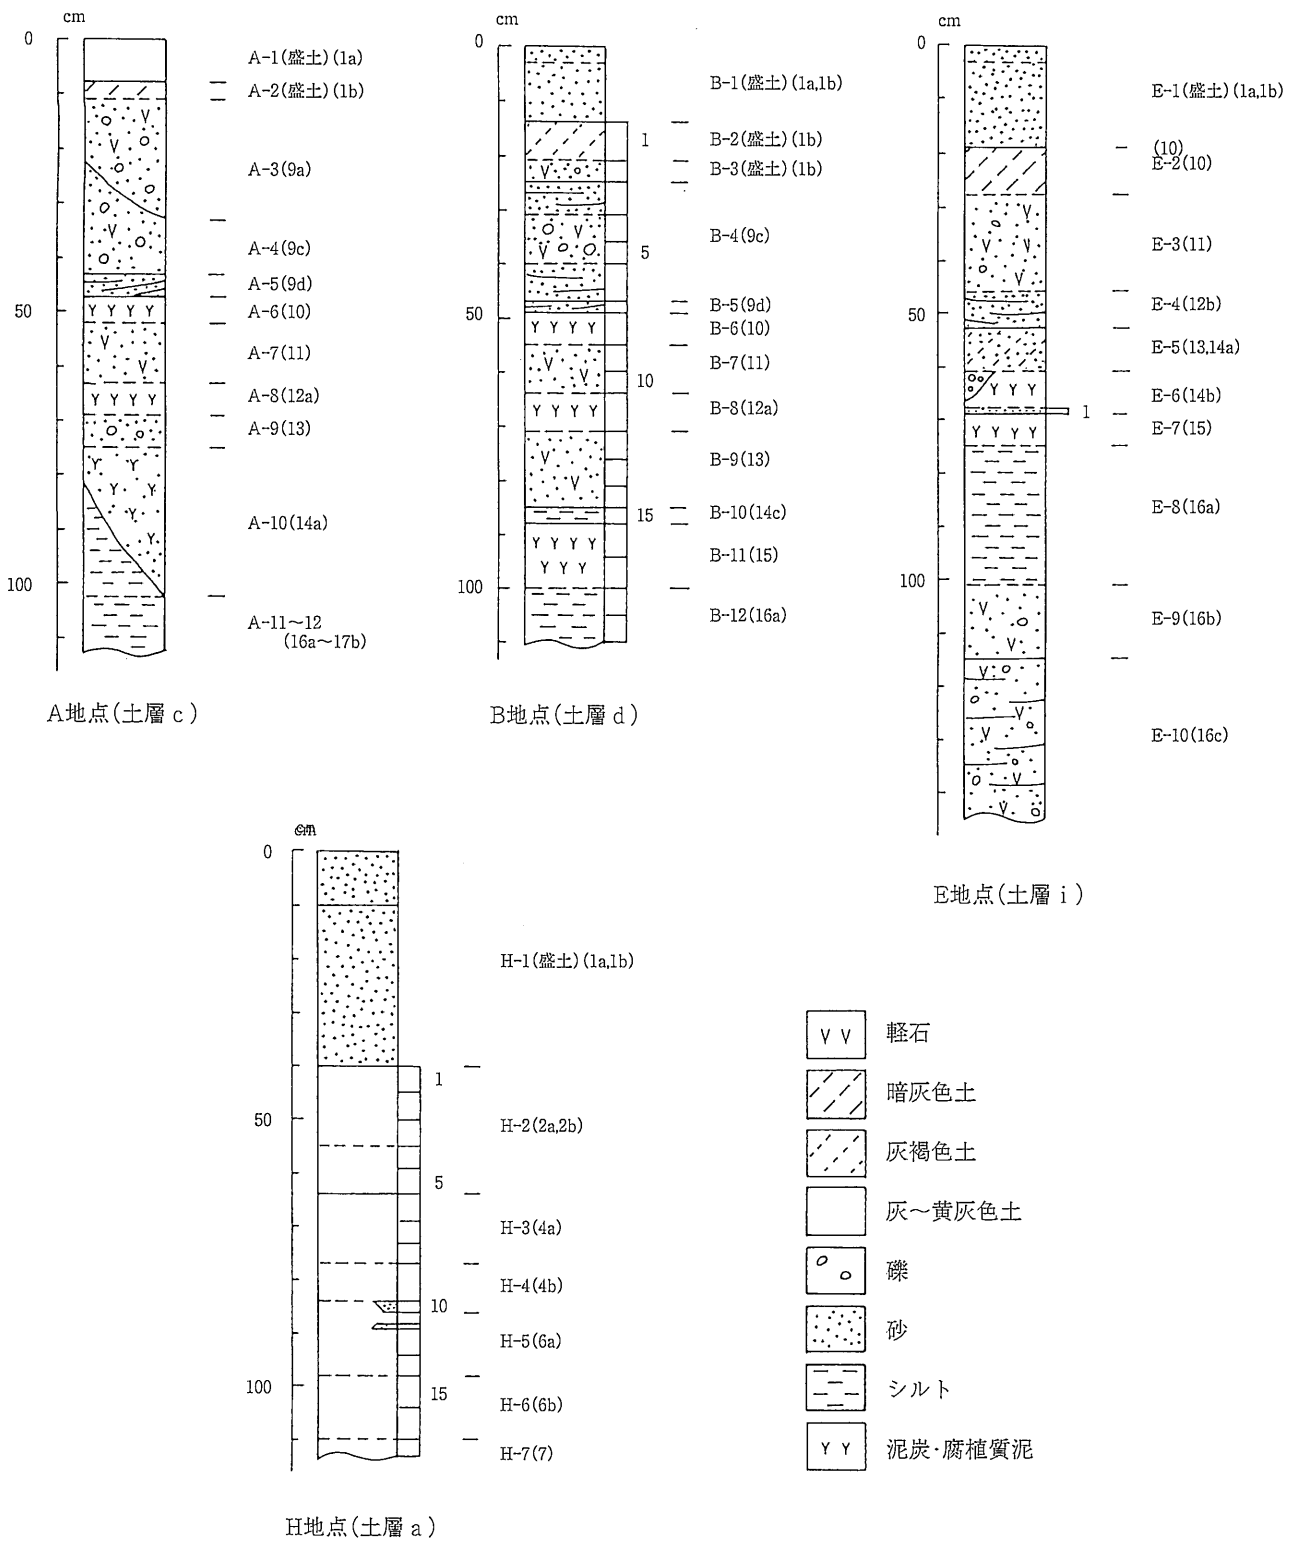 cm
0
50
100
A-1(盛土)(1a)
A-2(盛土)(1b)
A-3(9a)
A-4(9c)
A-5(9d)
A-6(10)
A-7(11)
A-8(12a)
A-9(13)
A-10(14a)
A-11～12
(16a～17b)
A地点(土層c)
cm
0
50
100
1
5
10
15
B-1(盛土)(1a,1b)
B-2(盛土)(1b)
B-3(盛土)(1b)
B-4(9c)
B-5(9d)
B-6(10)
B-7(11)
B-8(12a)
B-9(13)
B-10(14c)
B-11(15)
B-12(16a)
B地点(土層d)
cm
0
50
100
1
E-1(盛土)(1a,1b)
(10)
E-2(10)
E-3(11)
E-4(12b)
E-5(13,14a)
E-6(14b)
E-7(15)
E-8(16a)
E-9(16b)
E-10(16c)
E地点(土層i)
cm
0
50
100
1
5
10
15
H-1(盛土)(1a,1b)
H-2(2a,2b)
H-3(4a)
H-4(4b)
H-5(6a)
H-6(6b)
H-7(7)
H地点(土層a)
軽石
暗灰色土
灰褐色土
灰～黄灰色土
礫
砂
シルト
泥炭・腐植質泥